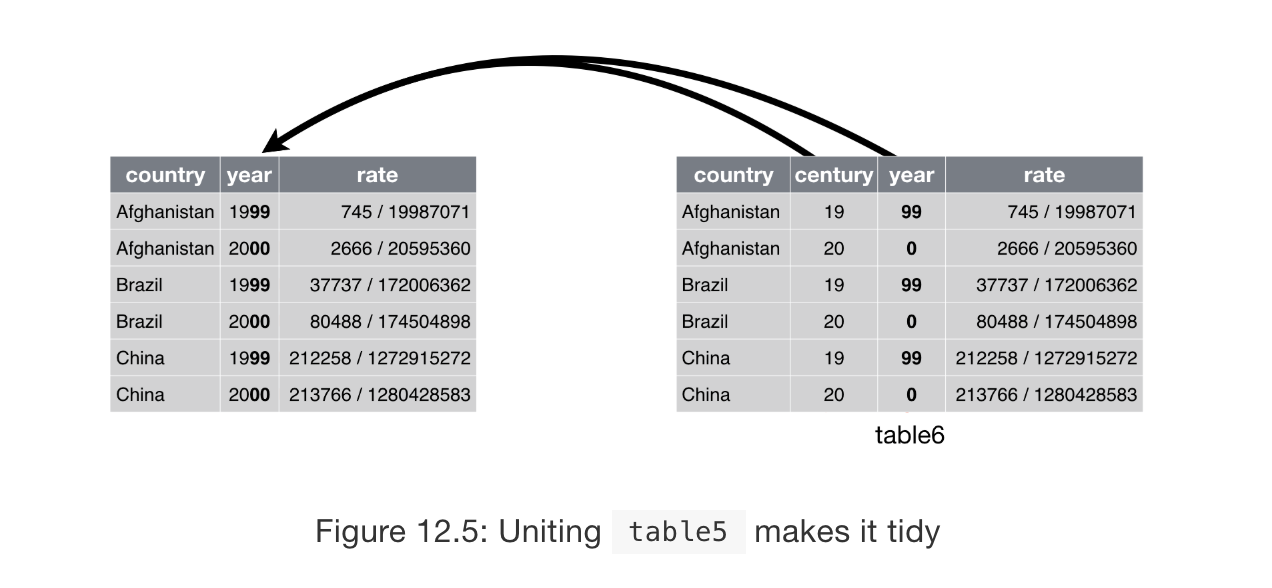 country year rate
Afghanistan 1999 745 / 19987071
Afghanistan 2000 2666 / 20595360
Brazil 1999 37737 / 172006362
Brazil 2000 80488 / 174504898
China 1999 212258 / 1272915272
China 2000 213766 / 1280428583
country century year rate
Afghanistan 19 99 745 / 19987071
Afghanistan 20 0 2666 / 20595360
Brazil 19 99 37737 / 172006362
Brazil 20 0 80488 / 174504898
China 19 99 212258 / 1272915272
China 20 0 213766 / 1280428583
table6
Figure 12.5: Uniting table5 makes it tidy